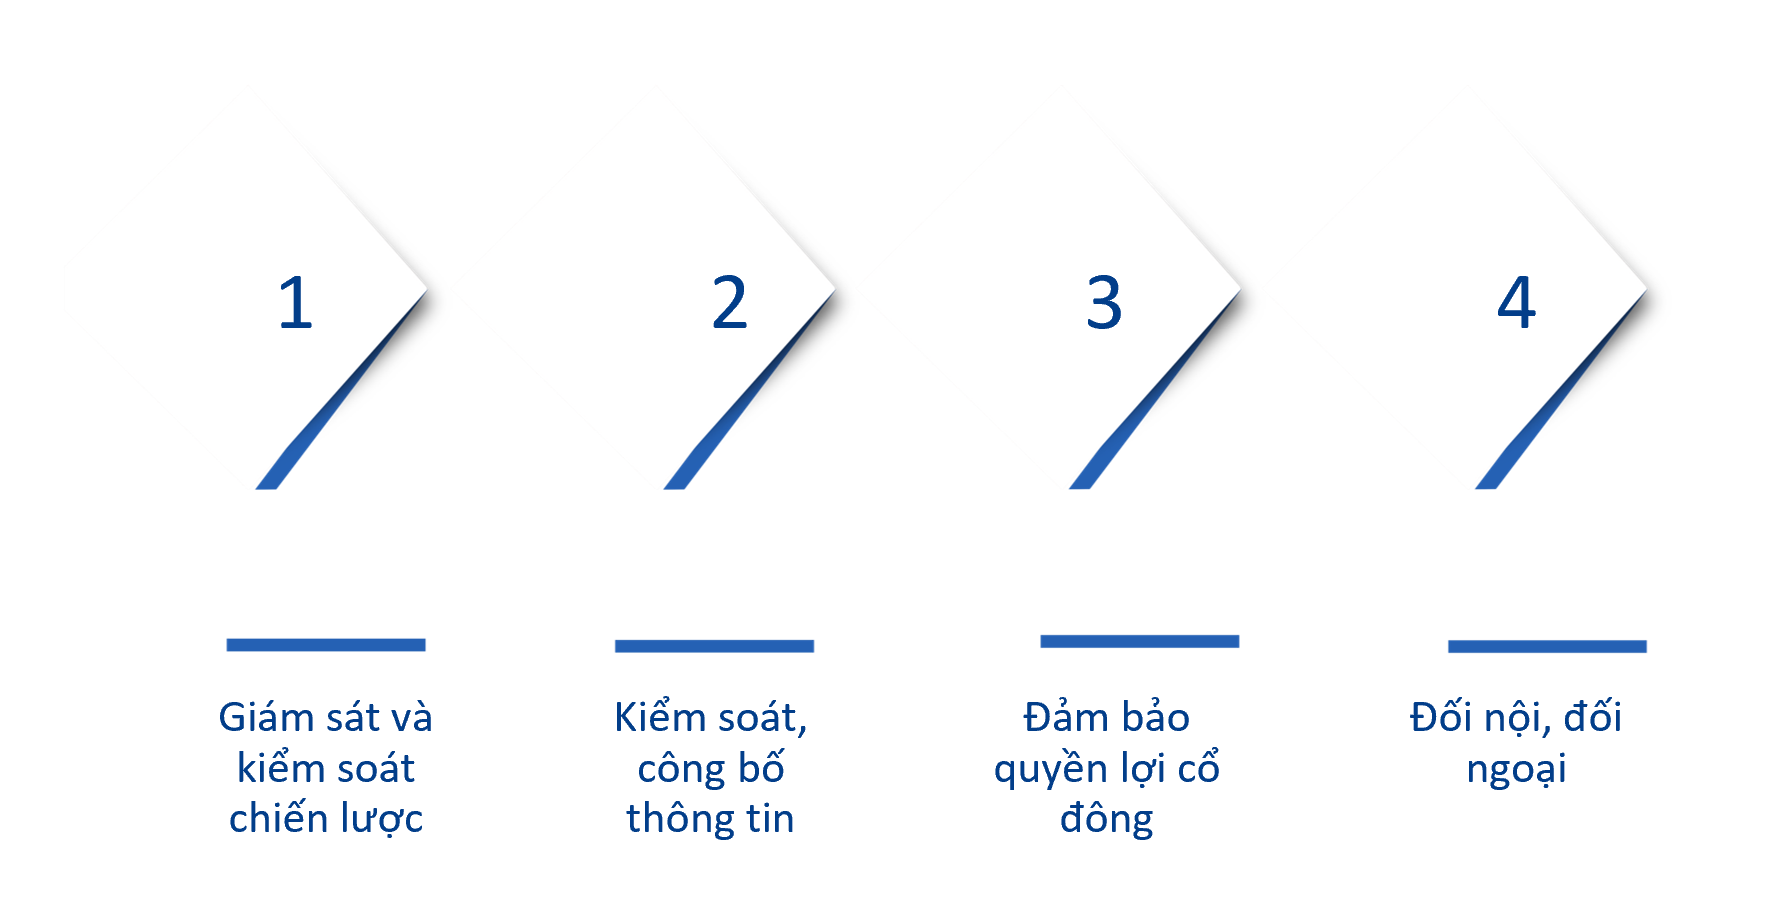 1
2
3
4
Giám sát và
kiểm soát
chiến lược
Kiểm soát,
công bố
thông tin
Đảm bảo
quyền lợi cổ
đông
Đối nội, đối
ngoại